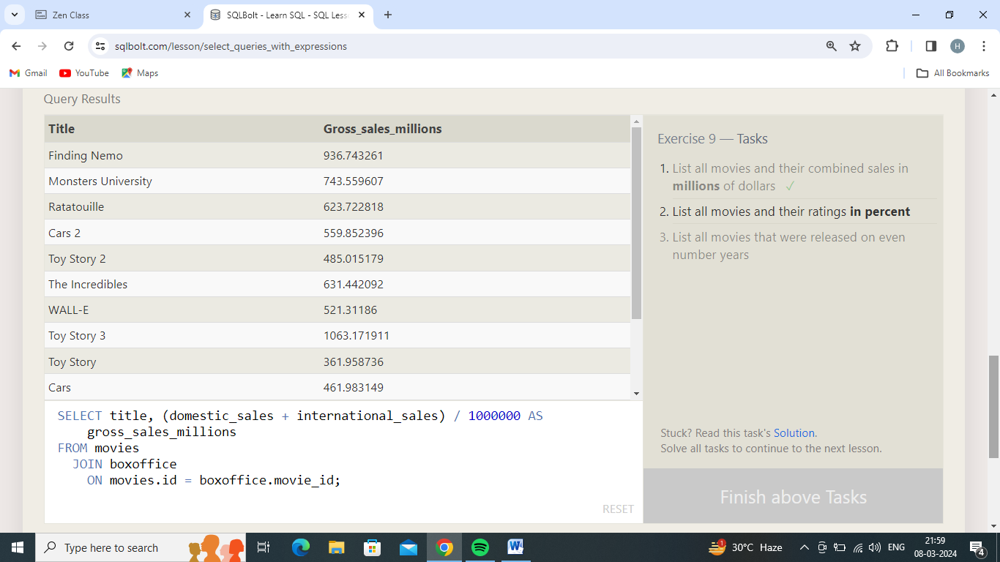 Zen Class
SQLBolt - Learn SQL - SQL Less
sqlbolt.com/lesson/select_queries_with_expressions
H
Gmail YouTube Maps All Bookmarks
Query Results
Title Gross_sales_millions
Finding Nemo 936.743261
Monsters University 743.559607
Ratatouille 623.722818
Cars 2 559.852396
Toy Story 2 485.015179
The Incredibles 631.442092
WALL-E 521.31186
Toy Story 3 1063.171911
Toy Story 361.958736
Cars 461.983149
SELECT title, (domestic_sales + international_sales) / 1000000 AS
gross_sales_millions
FROM movies
JOIN boxoffice
ON movies.id = boxoffice.movie_id;
RESET
Exercise 9 — Tasks
1. List all movies and their combined sales in
millions of dollars ✓
2. List all movies and their ratings in percent
3. List all movies that were released on even
number years
Stuck? Read this task's Solution.
Solve all tasks to continue to the next lesson.
Finish above Tasks
Type here to search
1
30°C Haze
ENG
21:59
08-03-2024
4